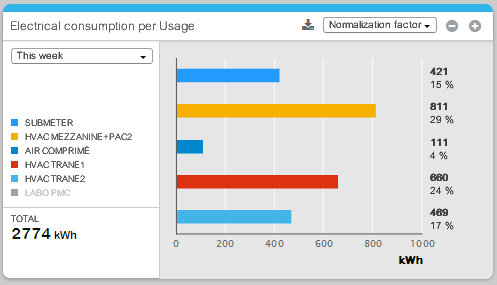 Electrical consumption per Usage
Normalization factor
This week
SUBMETER
HVAC MEZZANINE+PAC2
AIR COMPRIMÉ
HVAC TRANE1
HVAC TRANE2
LABO PMC
TOTAL
2774 kWh
421
15 %
811
29 %
111
4 %
660
24 %
469
17 %
0 200 400 600 800 1000
kWh